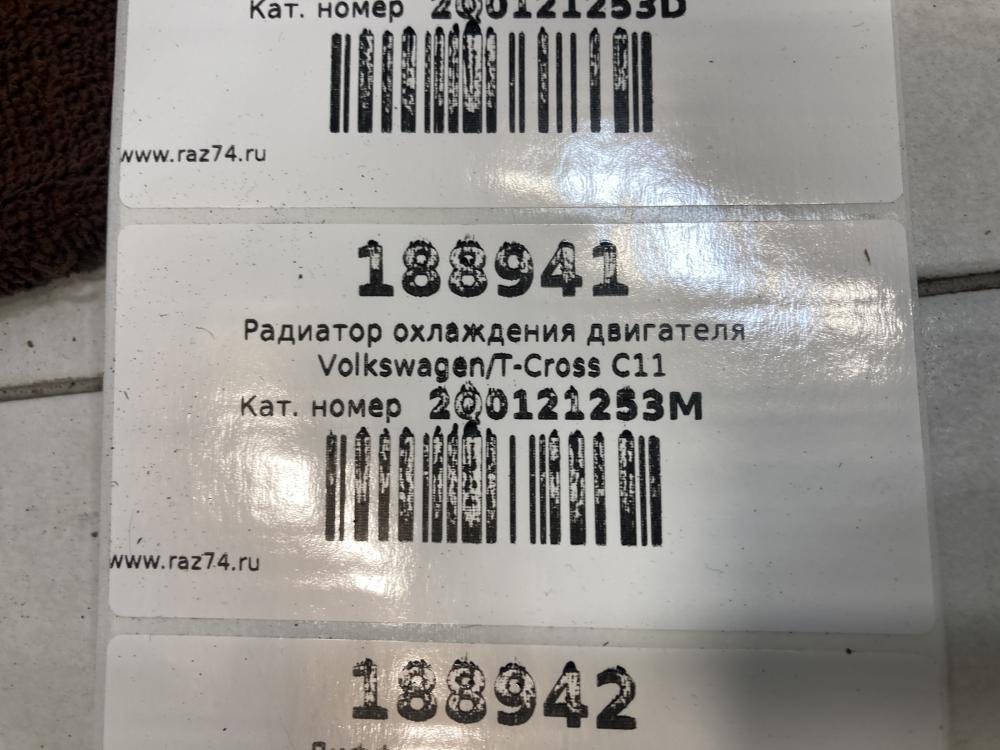 Кат. номер 2Q0121253D
www.raz74.ru
188941
Радиатор охлаждения двигателя
Volkswagen/T-Cross C11
Кат. номер 2Q0121253M
www.raz74.ru
188942